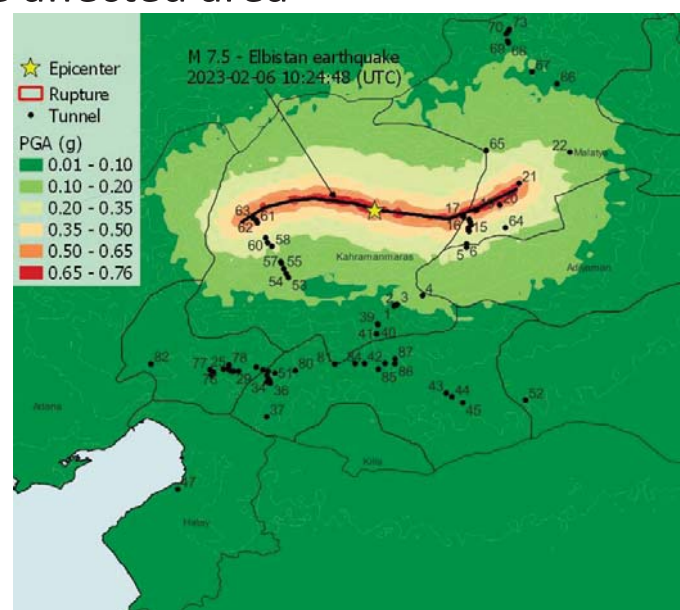 affected area
M 7.5 - Elbistan earthquake
2023-02-06 10:24:48 (UTC)
Epicenter
Rupture
Tunnel
PGA (g)
0.01 - 0.10
0.10 - 0.20
0.20 - 0.35
0.35 - 0.50
0.50 - 0.65
0.65 - 0.76
70 73
69 68
67
66
65
22 Malatya
21
20
17
63 61
62
16 15
64
60 58
5 6
57 55
Kahramanmaras
Adıyaman
54 53
4
2 3
1
39
41 40
82
77 25 78
76 29
51 80
81 84 42 87
85 86
34 36
43 44
45
52
37
Adana
Kilis
47
Hatay